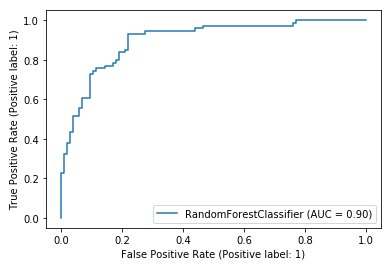 True Positive Rate (Positive label: 1)
1.0
0.8
0.6
0.4
0.2
0.0
RandomForestClassifier (AUC = 0.90)
0.0 0.2 0.4 0.6 0.8 1.0
False Positive Rate (Positive label: 1)